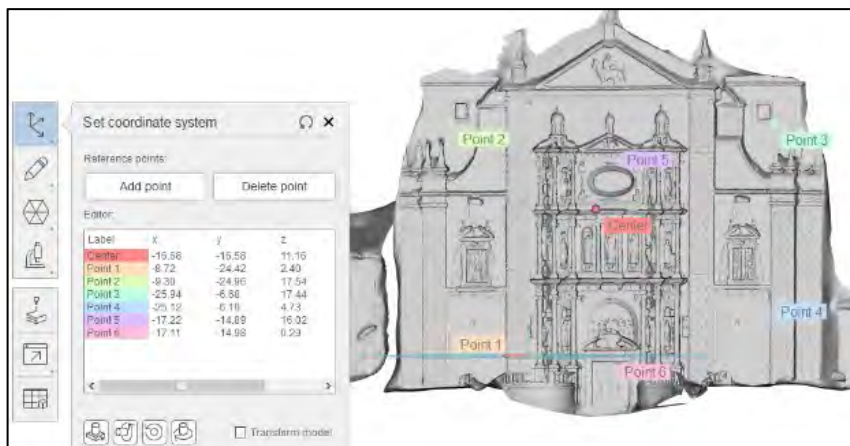 Set coordinate system
Reference points:
Add point Delete point
Editor:
Label x y z
Center -16.58 -15.58 11.16
Point 1 -8.72 -24.42 2.40
Point 2 -9.30 -24.96 17.54
Point 3 -25.94 -6.68 17.44
Point 4 -25.12 -6.16 4.73
Point 5 -17.22 -14.89 16.02
Point 6 -17.11 -14.98 0.29
Transform model
Point 2
Point 5
Point 3
Center
Point 4
Point 1
Point 6